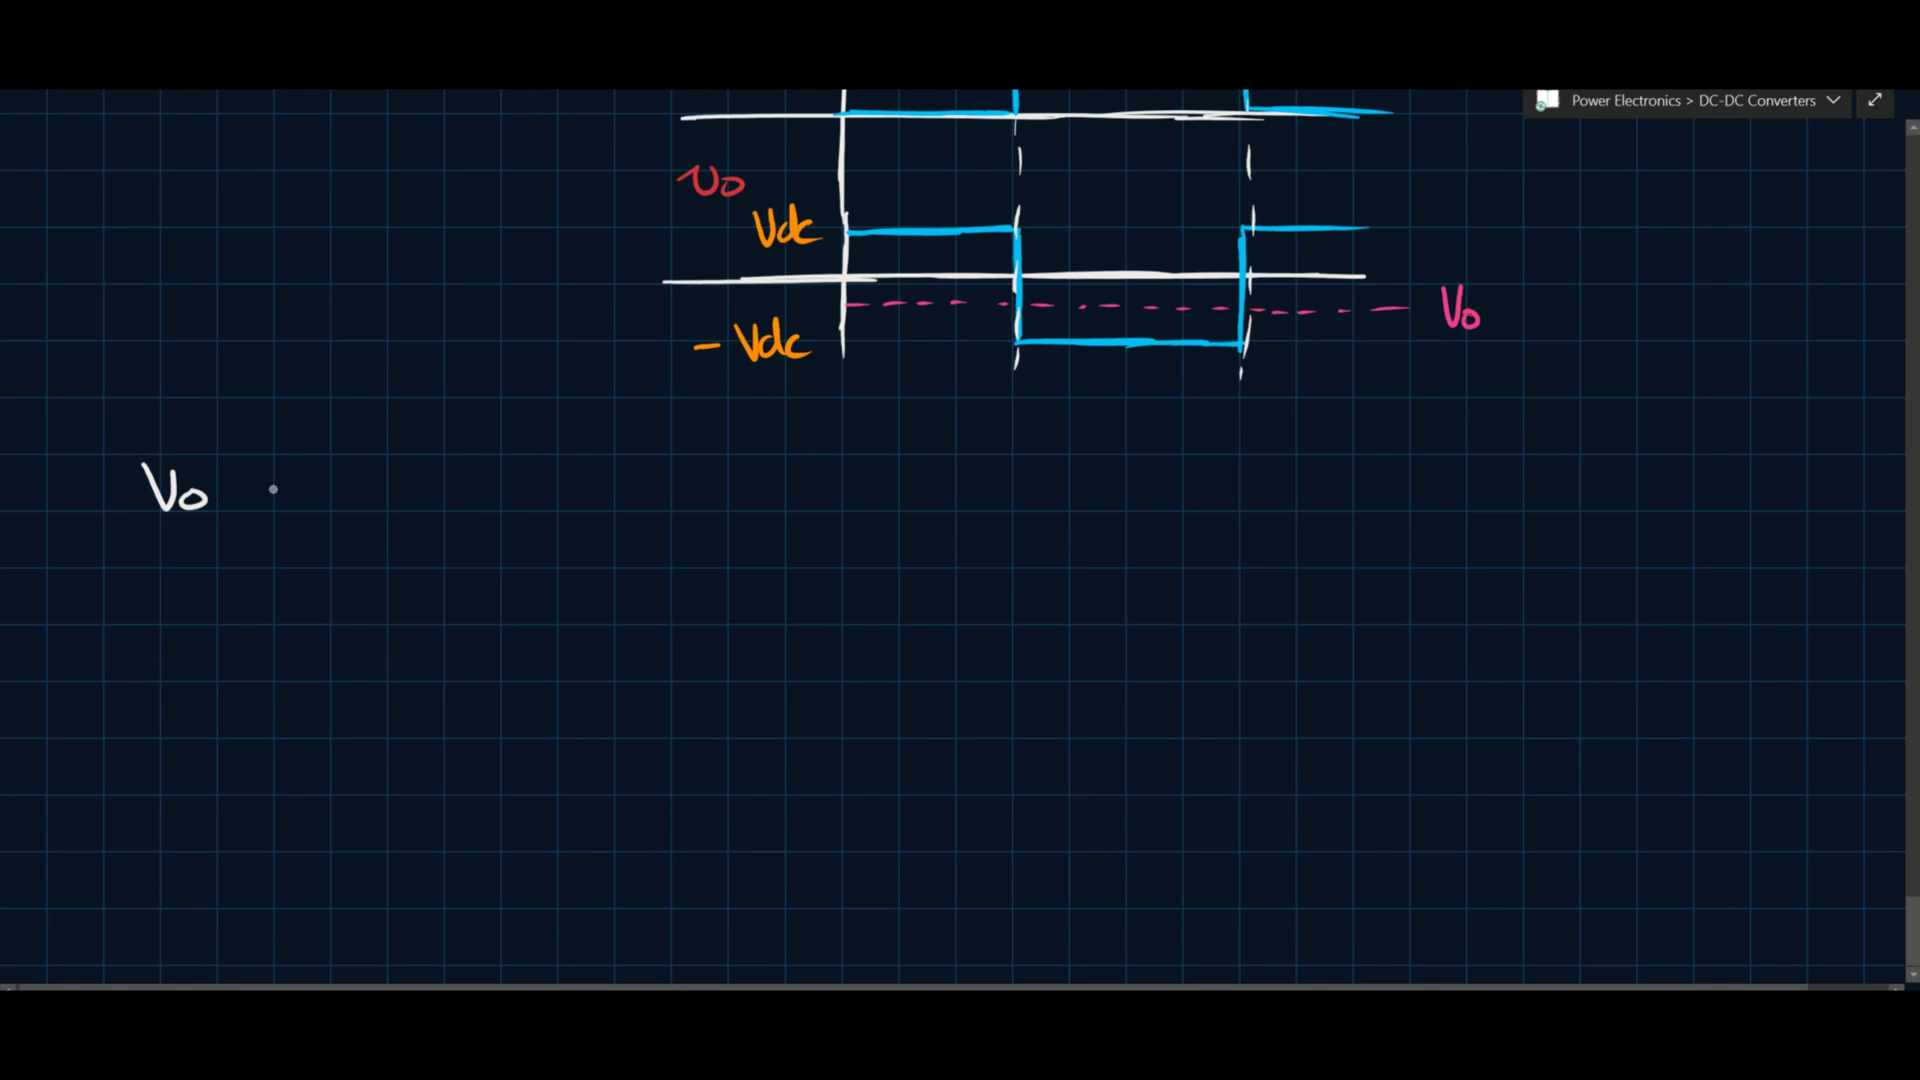 Power Electronics > DC-DC Converters
vo
Vdc
Vo
- Vdc
Vo